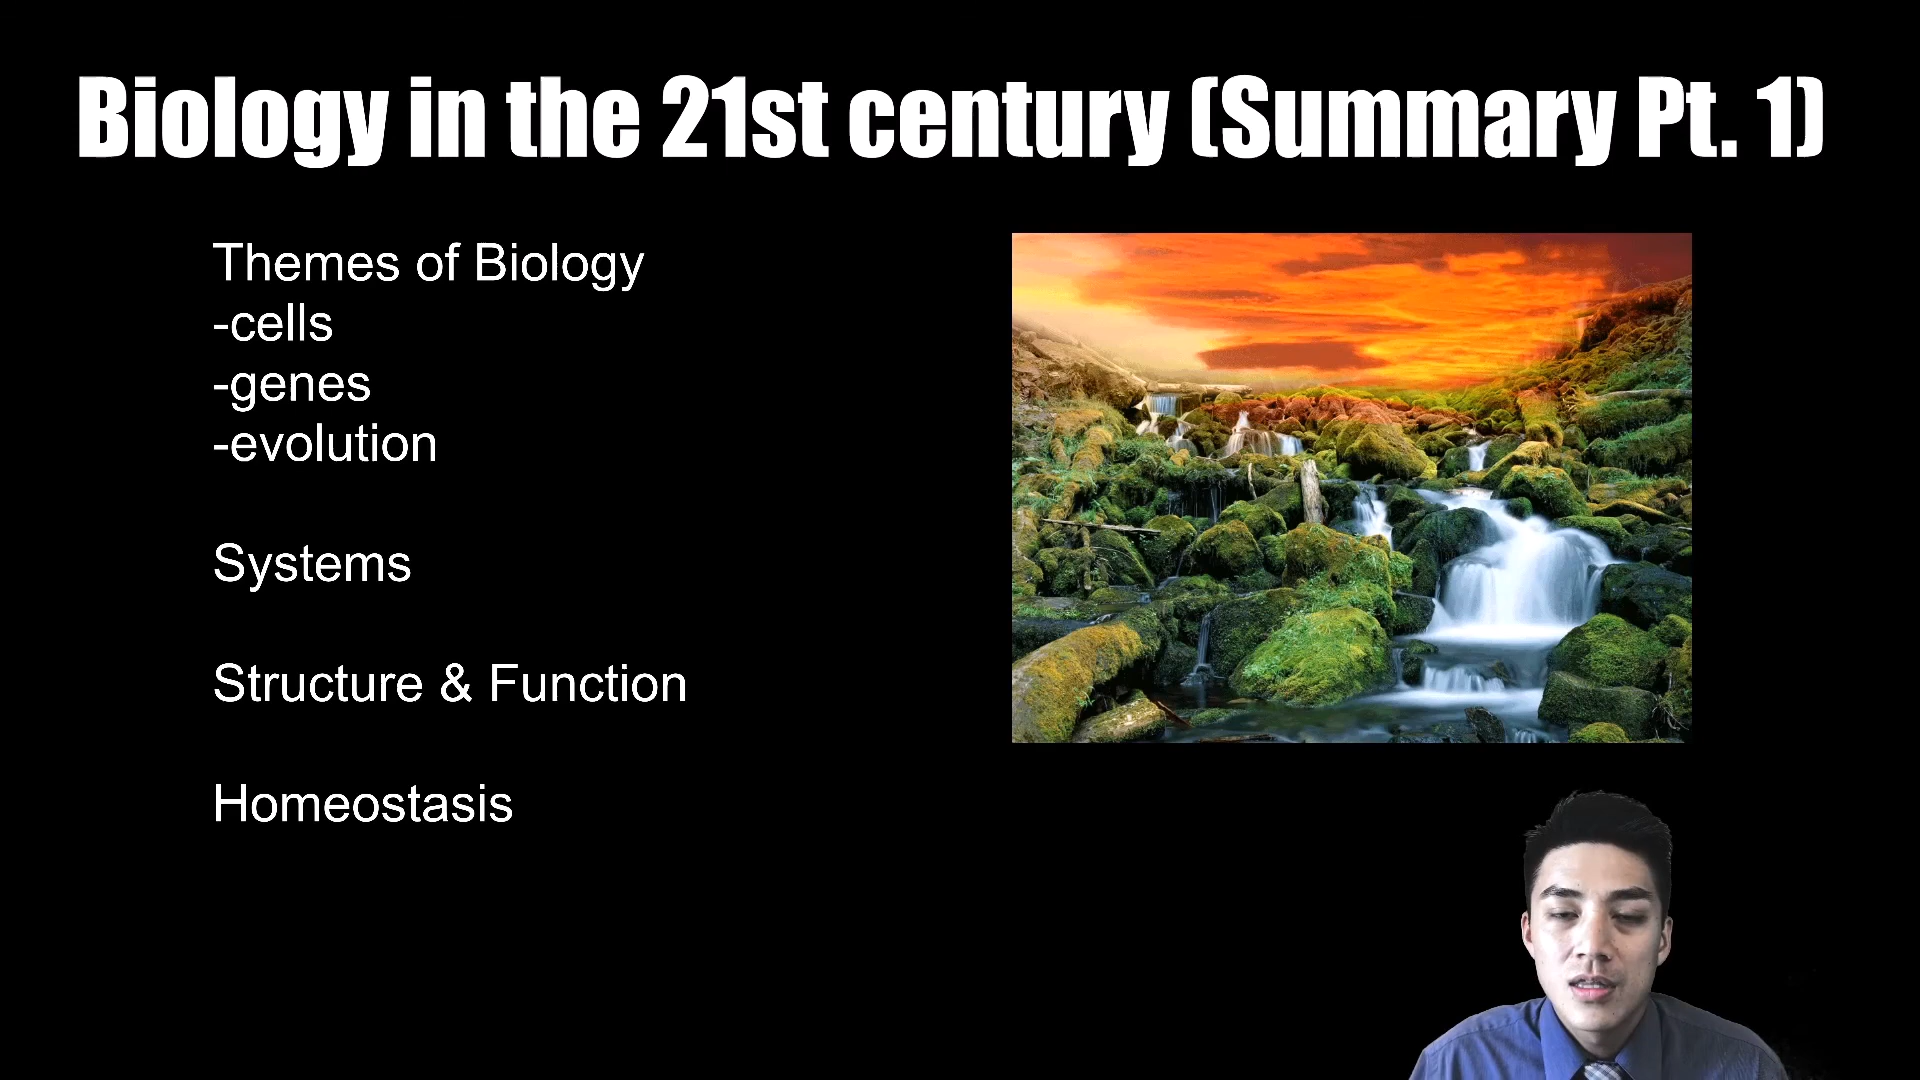 Biology in the 21st century (Summary Pt. 1)
Themes of Biology
-cells
-genes
-evolution
Systems
Structure & Function
Homeostasis